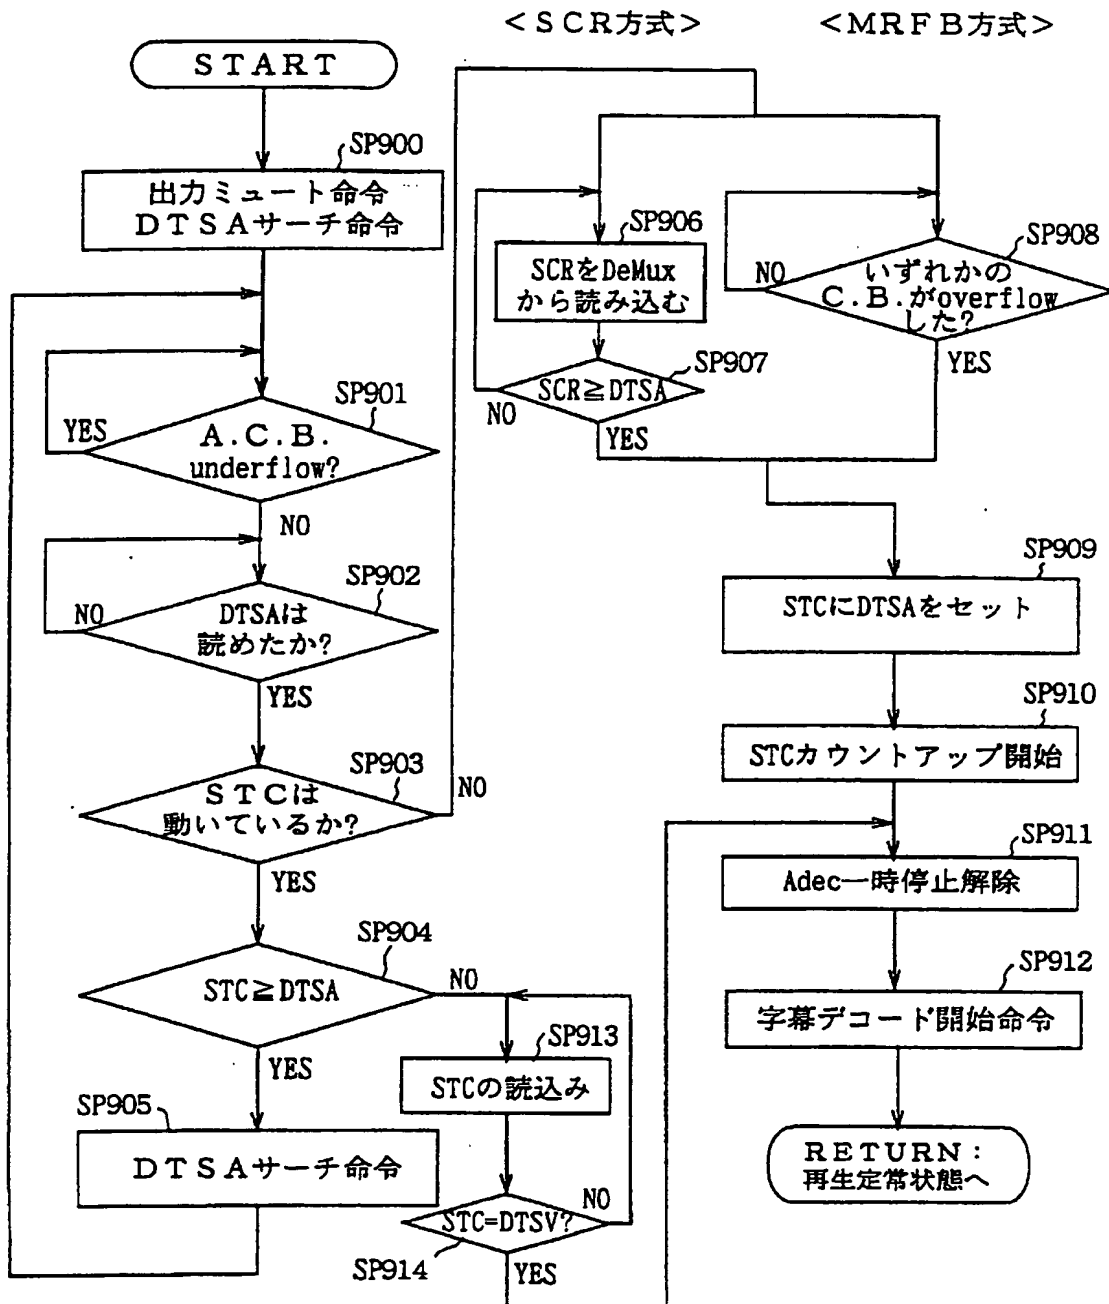 <SCR方式>
<MRFB方式>
START
SP900
出力ミュート命令
DTSAサーチ命令
SP901
A.C.B.
underflow?
YES
NO
SP902
DTSAは
読めたか?
NO
YES
SP903
STCは
動いているか?
NO
YES
SP904
STC≧DTSA
NO
YES
SP905
DTSAサーチ命令
SP913
STCの読込み
STC=DTSV?
NO
SP914
YES
SP906
SCRをDeMux
から読み込む
SP907
SCR≧DTSA
NO
YES
SP908
いずれかの
C.B.がoverflow
した?
NO
YES
SP909
STCにDTSAをセット
SP910
STCカウントアップ開始
SP911
Adec一時停止解除
SP912
字幕デコード開始命令
RETURN:
再生定常状態へ